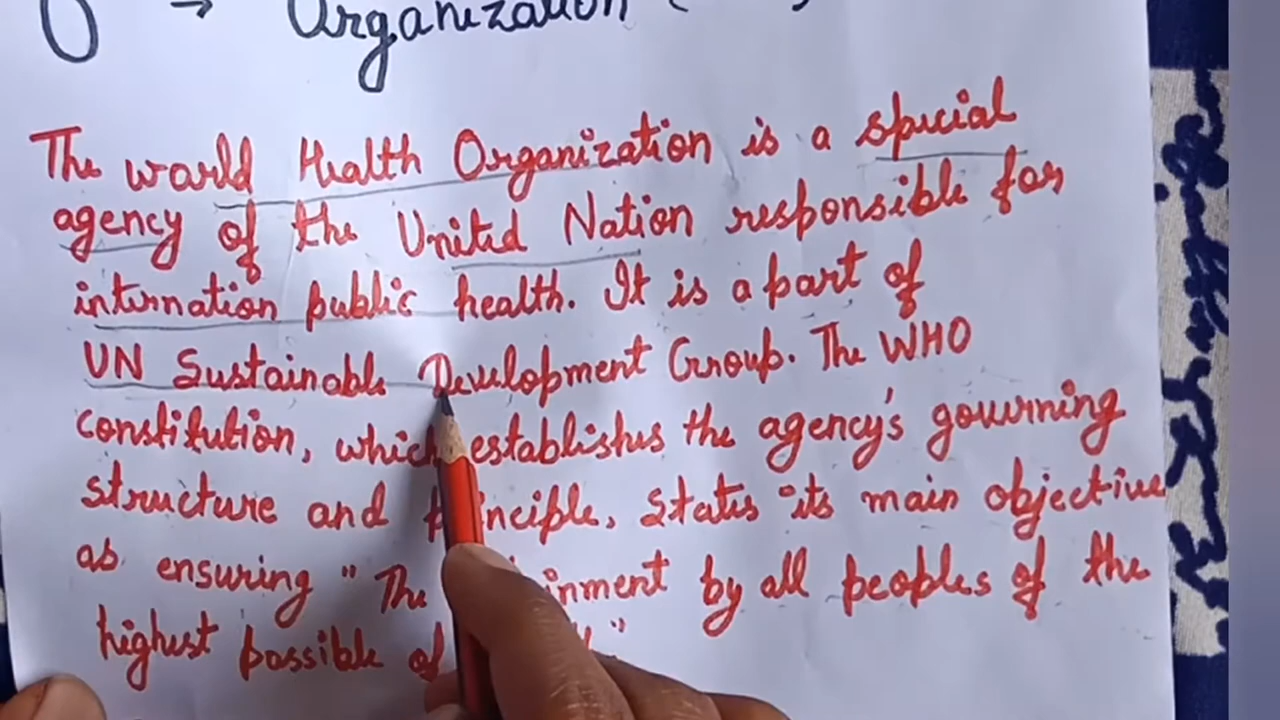 → Organization (
The world Health Organization is a special
agency of the United Nation responsible for
internation public health. It is a part of
UN Sustainable Development Group. The WHO
constitution, which establishes the agency's governing
structure and principle, states its main objective
as ensuring "The by all peoples of the
highest possible of "